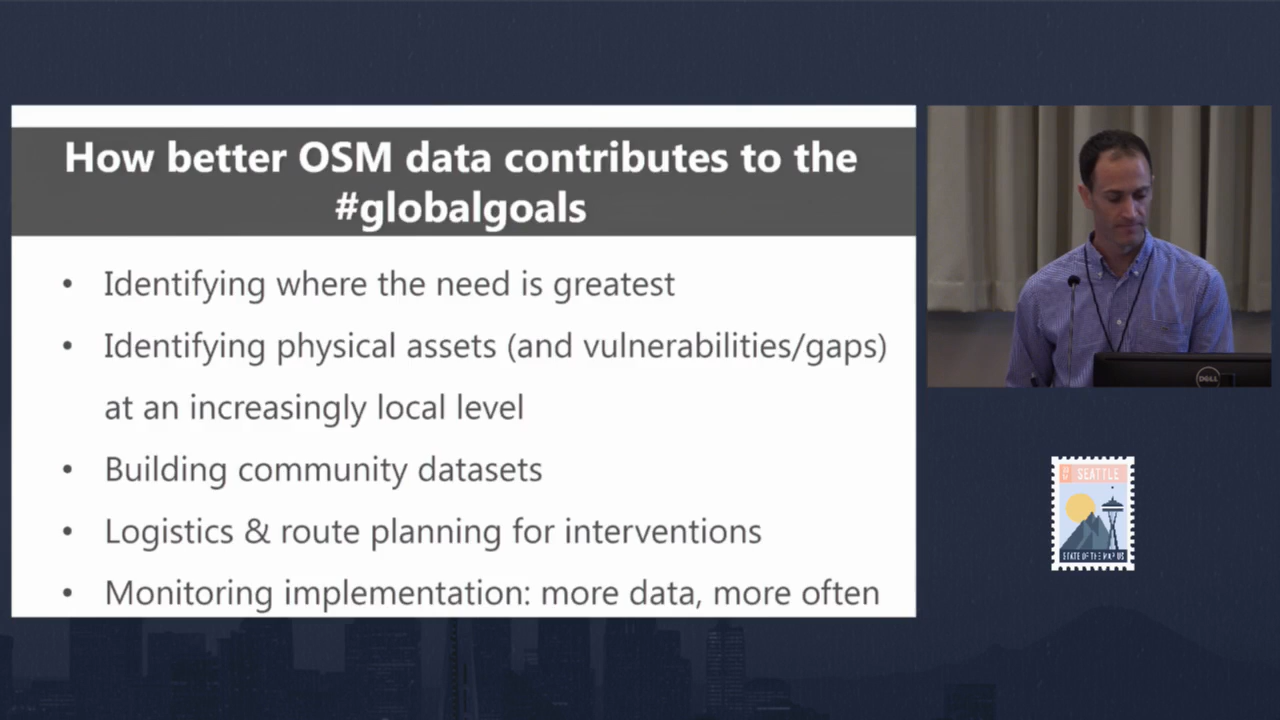 How better OSM data contributes to the
#globalgoals
• Identifying where the need is greatest
• Identifying physical assets (and vulnerabilities/gaps)
at an increasingly local level
• Building community datasets
• Logistics & route planning for interventions
• Monitoring implementation: more data, more often
DELL
SEATTLE
STATE OF THE MAP US